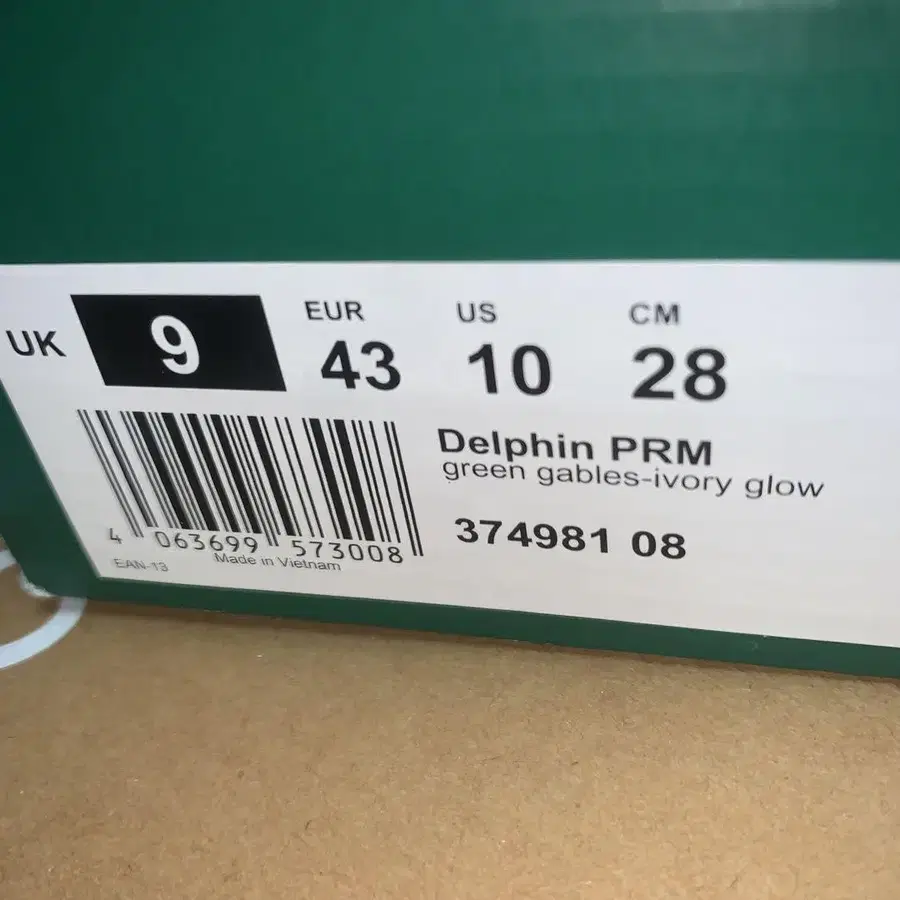 UK 9
EUR 43
US 10
CM 28
Delphin PRM
green gables-ivory glow
374981 08
4 063699 573008
EAN-13
Made in Vietnam